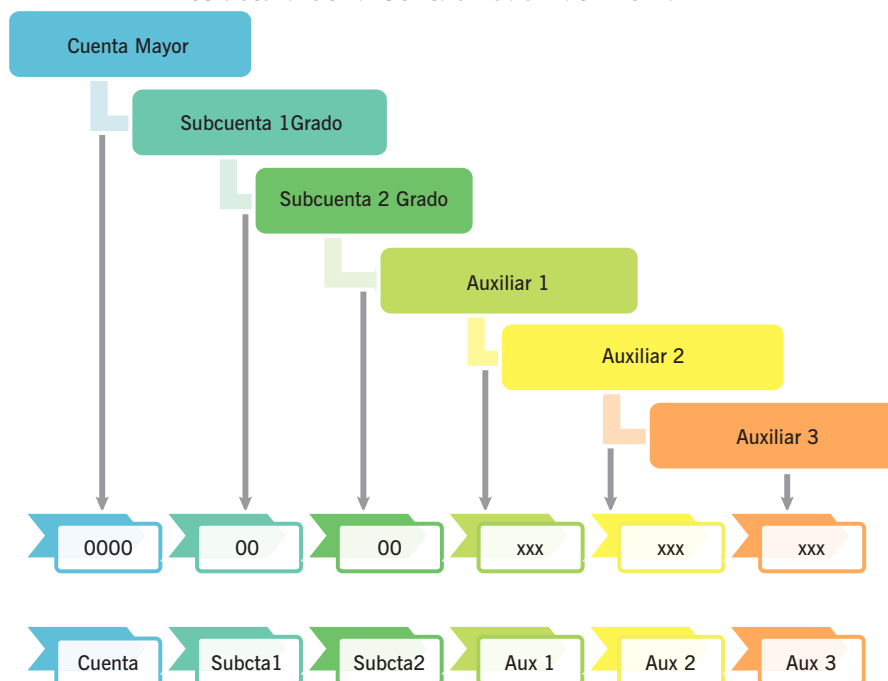 Cuenta Mayor
Subcuenta 1Grado
Subcuenta 2 Grado
Auxiliar 1
Auxiliar 2
Auxiliar 3
0000 00 00 xxx xxx xxx
Cuenta Subcta1 Subcta2 Aux 1 Aux 2 Aux 3